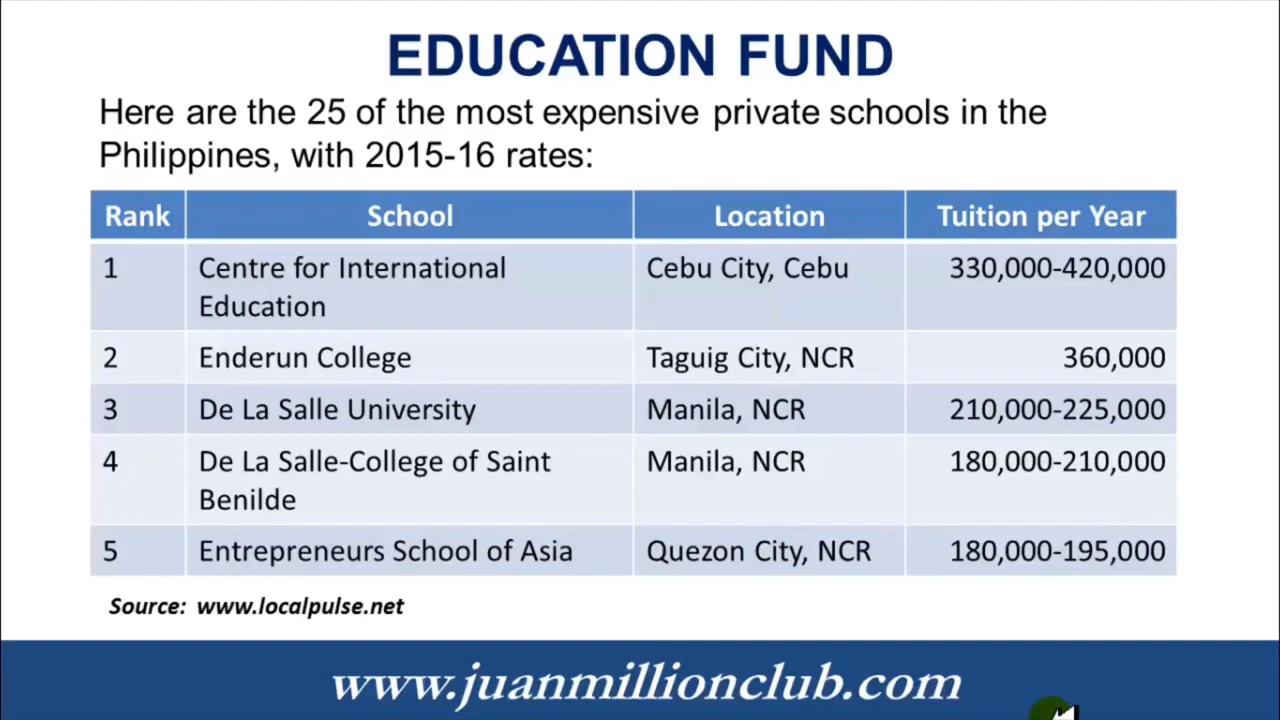 EDUCATION FUND
Here are the 25 of the most expensive private schools in the
Philippines, with 2015-16 rates:
Rank School Location Tuition per Year
1 Centre for International Cebu City, Cebu 330,000-420,000
Education
2 Enderun College Taguig City, NCR 360,000
3 De La Salle University Manila, NCR 210,000-225,000
4 De La Salle-College of Saint Manila, NCR 180,000-210,000
Benilde
5 Entrepreneurs School of Asia Quezon City, NCR 180,000-195,000
Source: www.localpulse.net
www.juanmillionclub.com